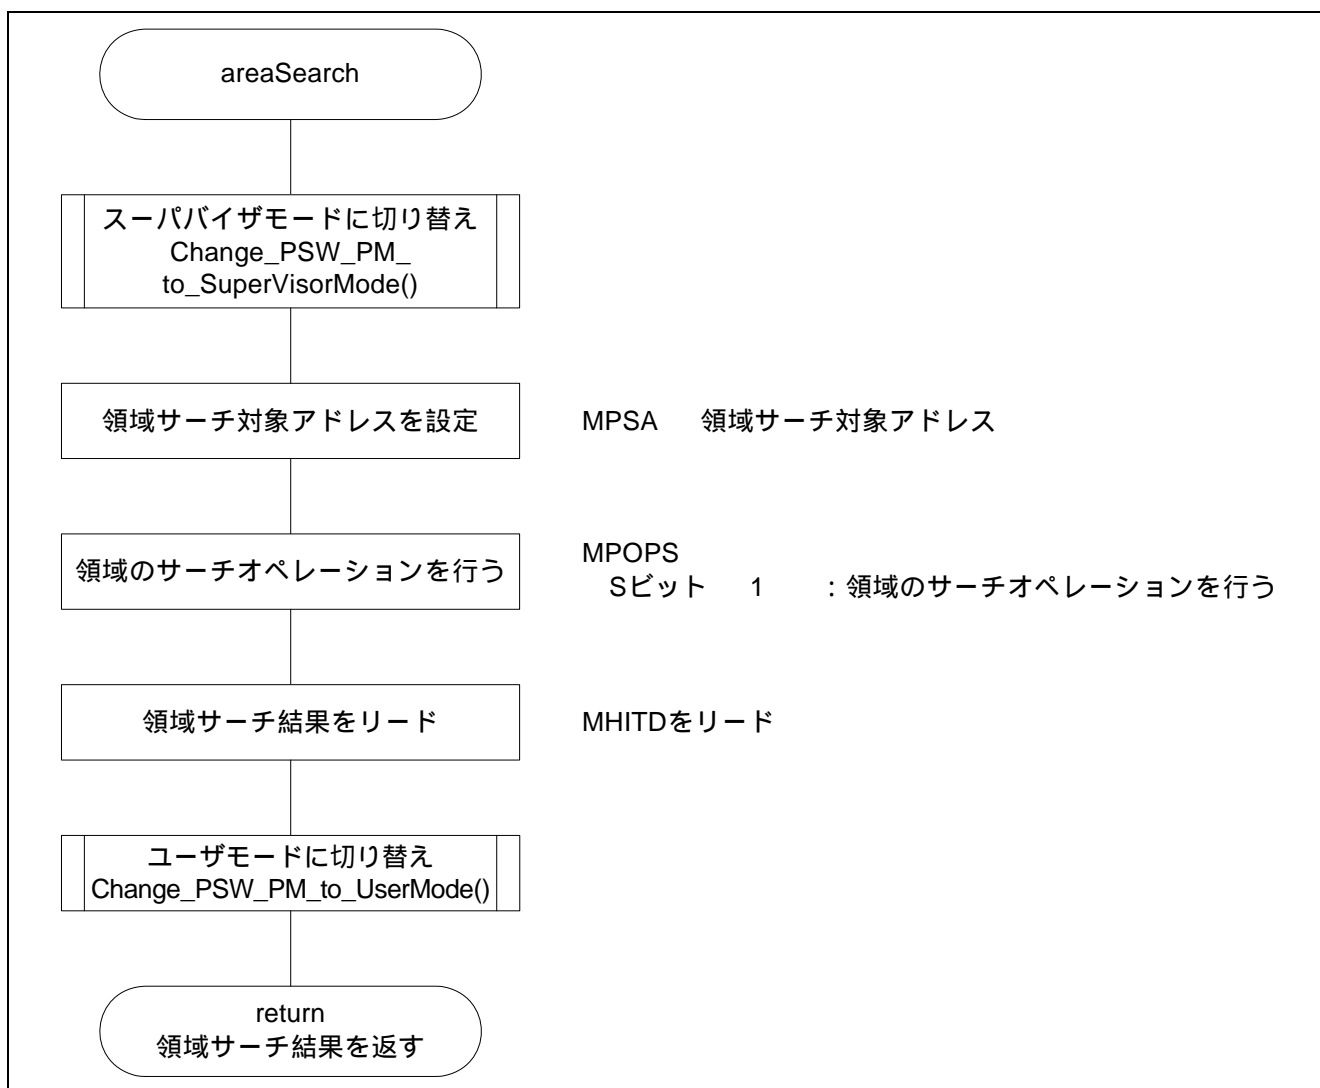 areaSearch
スーパバイザモードに切り替え
Change_PSW_PM_
to_SuperVisorMode()
領域サーチ対象アドレスを設定
MPSA 領域サーチ対象アドレス
領域のサーチオペレーションを行う
MPOPS
Sビット 1 : 領域のサーチオペレーションを行う
領域サーチ結果をリード
MHITDをリード
ユーザモードに切り替え
Change_PSW_PM_to_UserMode()
return
領域サーチ結果を返す